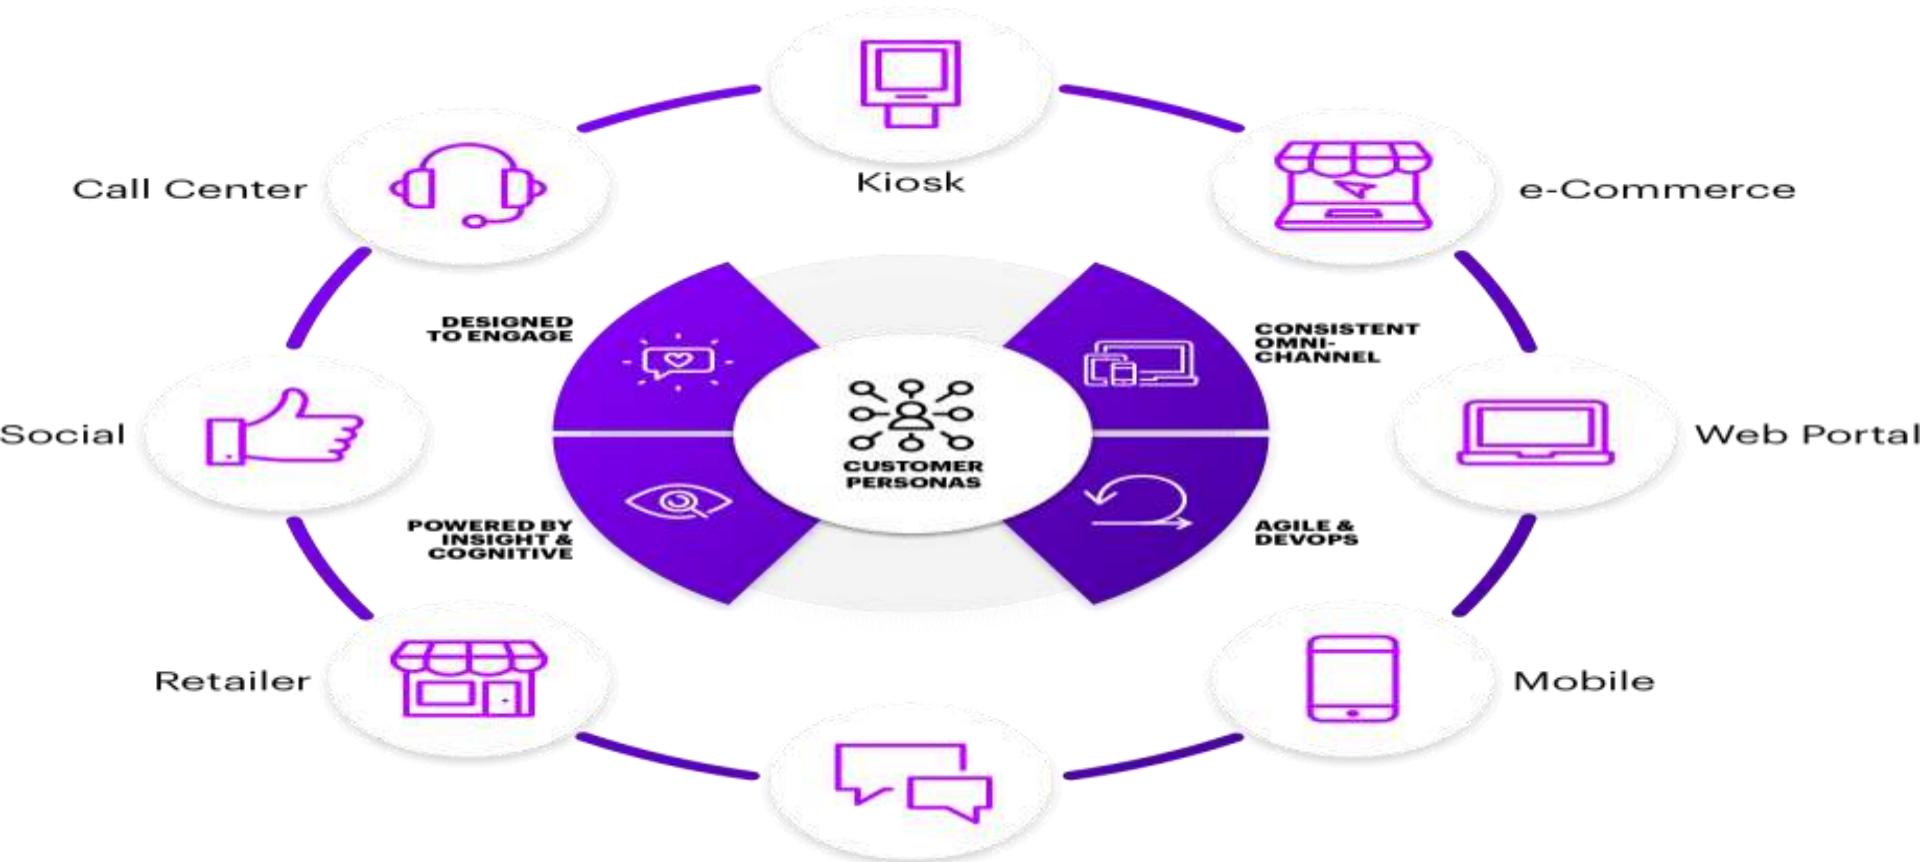 Kiosk
Call Center
e-Commerce
DESIGNED
TO ENGAGE
CONSISTENT
OMNI-
CHANNEL
Social
Web Portal
CUSTOMER
PERSONAS
POWERED BY
INSIGHT &
COGNITIVE
AGILE &
DEVOPS
Retailer
Mobile